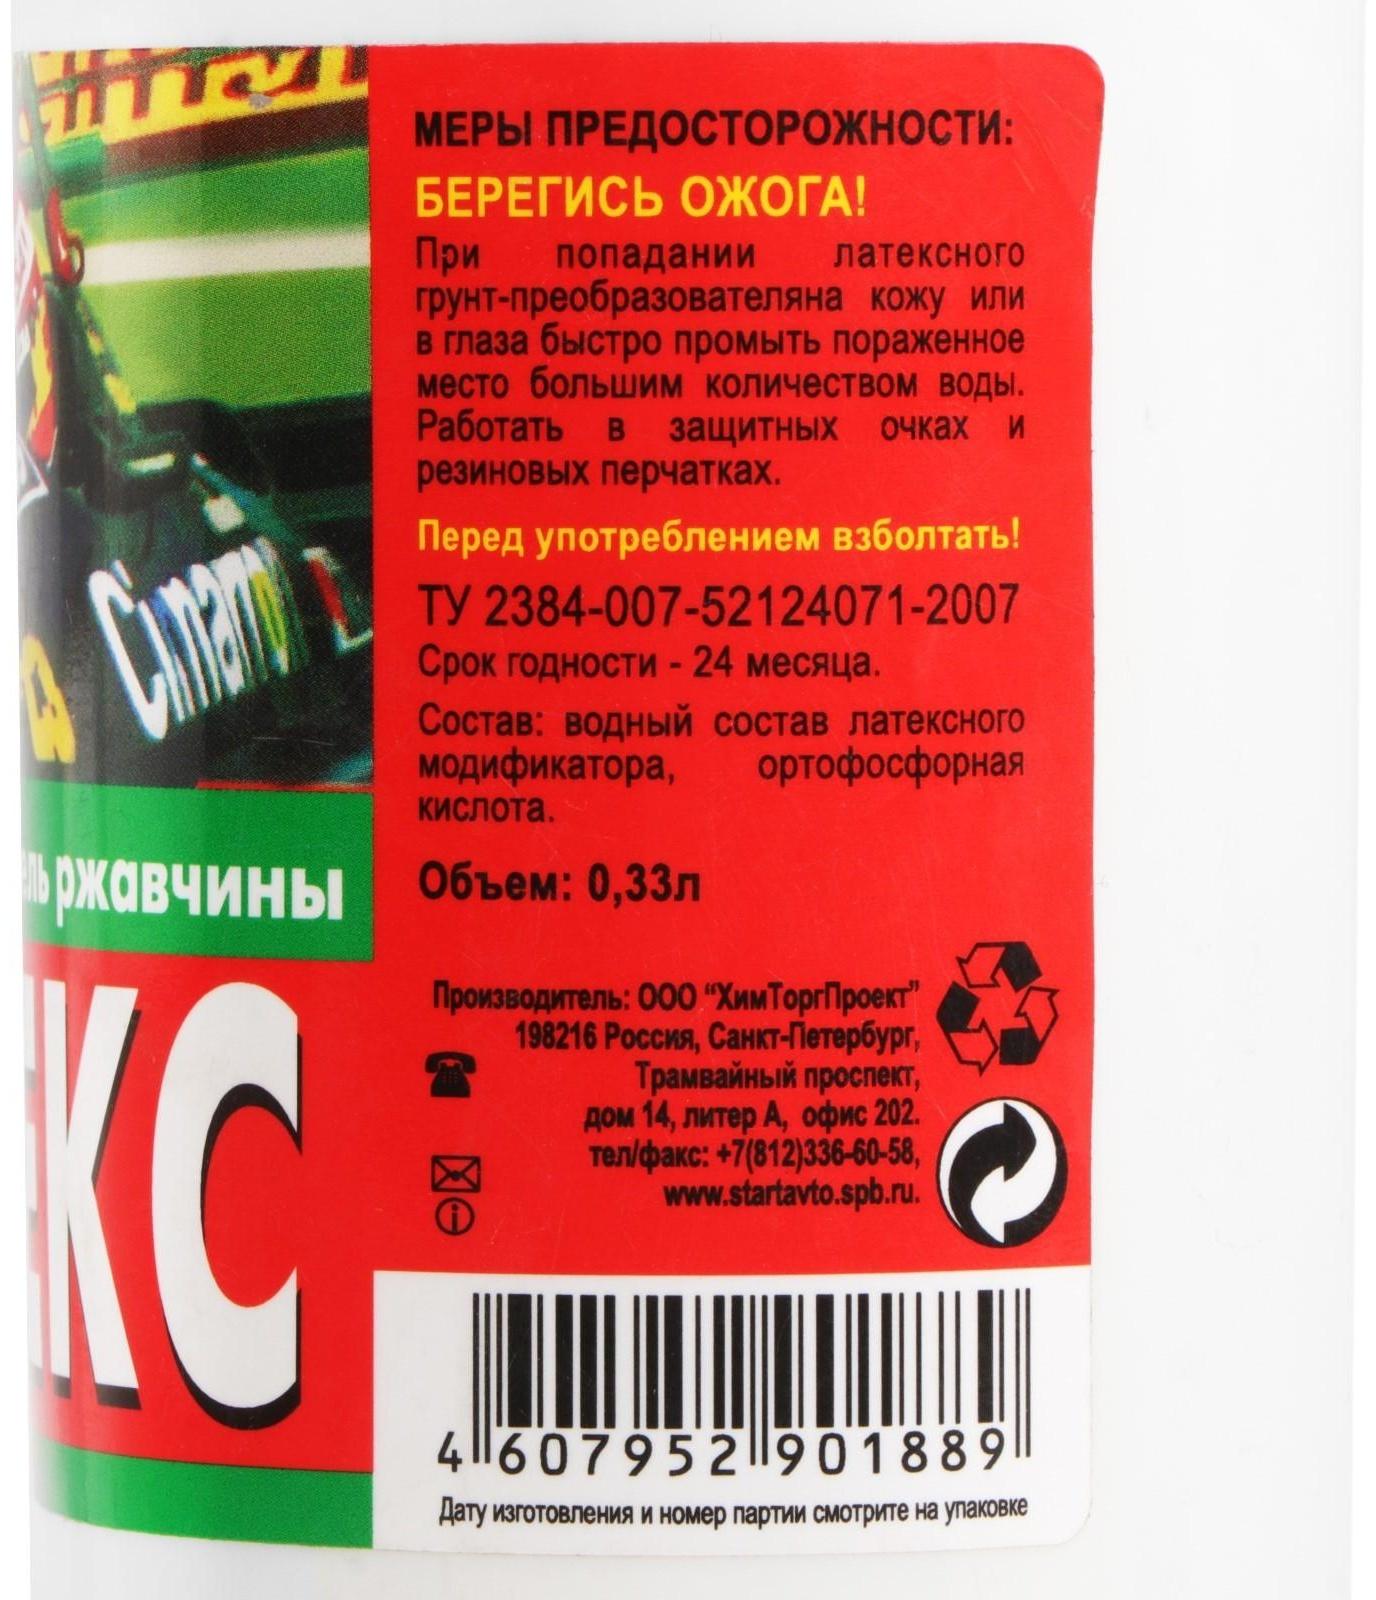 МЕРЫ ПРЕДОСТОРОЖНОСТИ:
БЕРЕГИСЬ ОЖОГА!
При попадании латексного
грунт-преобразователяна кожу или
в глаза быстро промыть пораженное
место большим количеством воды.
Работать в защитных очках и
резиновых перчатках.
Перед употреблением взболтать!
ТУ 2384-007-52124071-2007
Срок годности - 24 месяца.
Состав: водный состав латексного
модификатора, ортофосфорная
кислота.
Объем: 0,33л
Производитель: ООО "ХимТоргПроект"
198216 Россия, Санкт-Петербург,
Трамвайный проспект,
дом 14, литер А, офис 202.
тел/факс: +7(812)336-60-58,
www.startavto.spb.ru.
4 607952 901889
Дату изготовления и номер партии смотрите на упаковке
Cimano
ль ржавчины
ЕКС